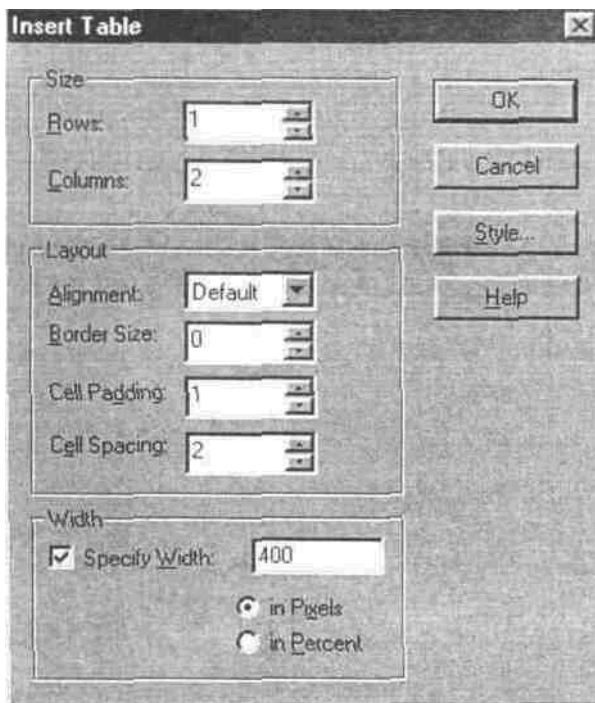 Insert Table
Size
Rows: 1
Columns: 2
Layout
Alignment: Default
Border Size: 0
Cell Padding: 1
Cell Spacing: 2
Width
Specify Width: 400
in Pixels
in Percent
OK
Cancel
Style...
Help